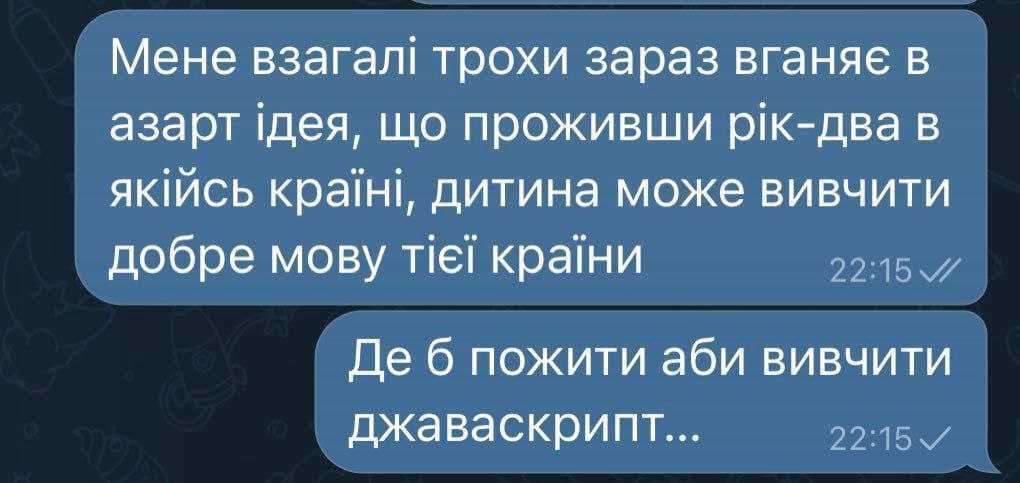 Мене взагалі трохи зараз вганяє в
азарт ідея, що проживши рік-два в
якійсь країні, дитина може вивчити
добре мову тієї країни
22:15
Де б пожити аби вивчити
джаваскрипт...
22:15